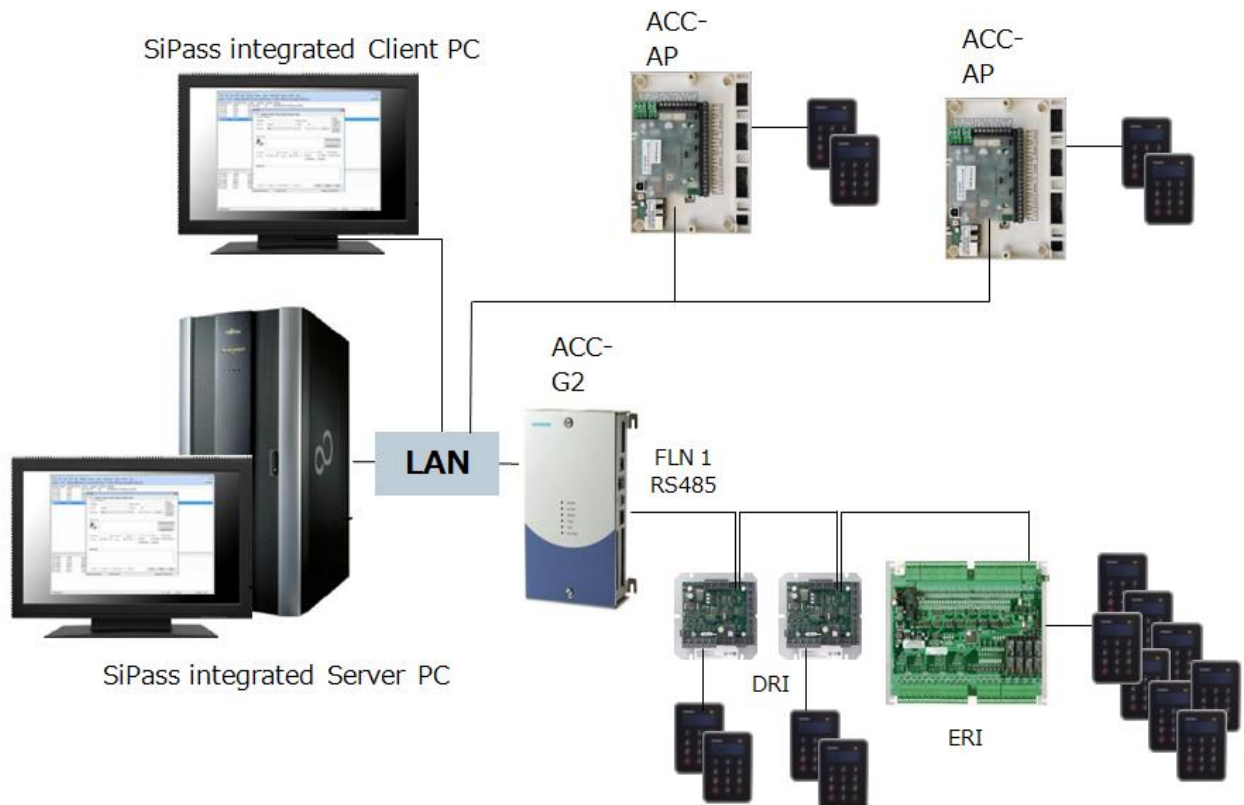 SiPass integrated Client PC
ACC-
AP
ACC-
AP
ACC-
G2
LAN
FLN 1
RS485
DRI
ERI
SiPass integrated Server PC